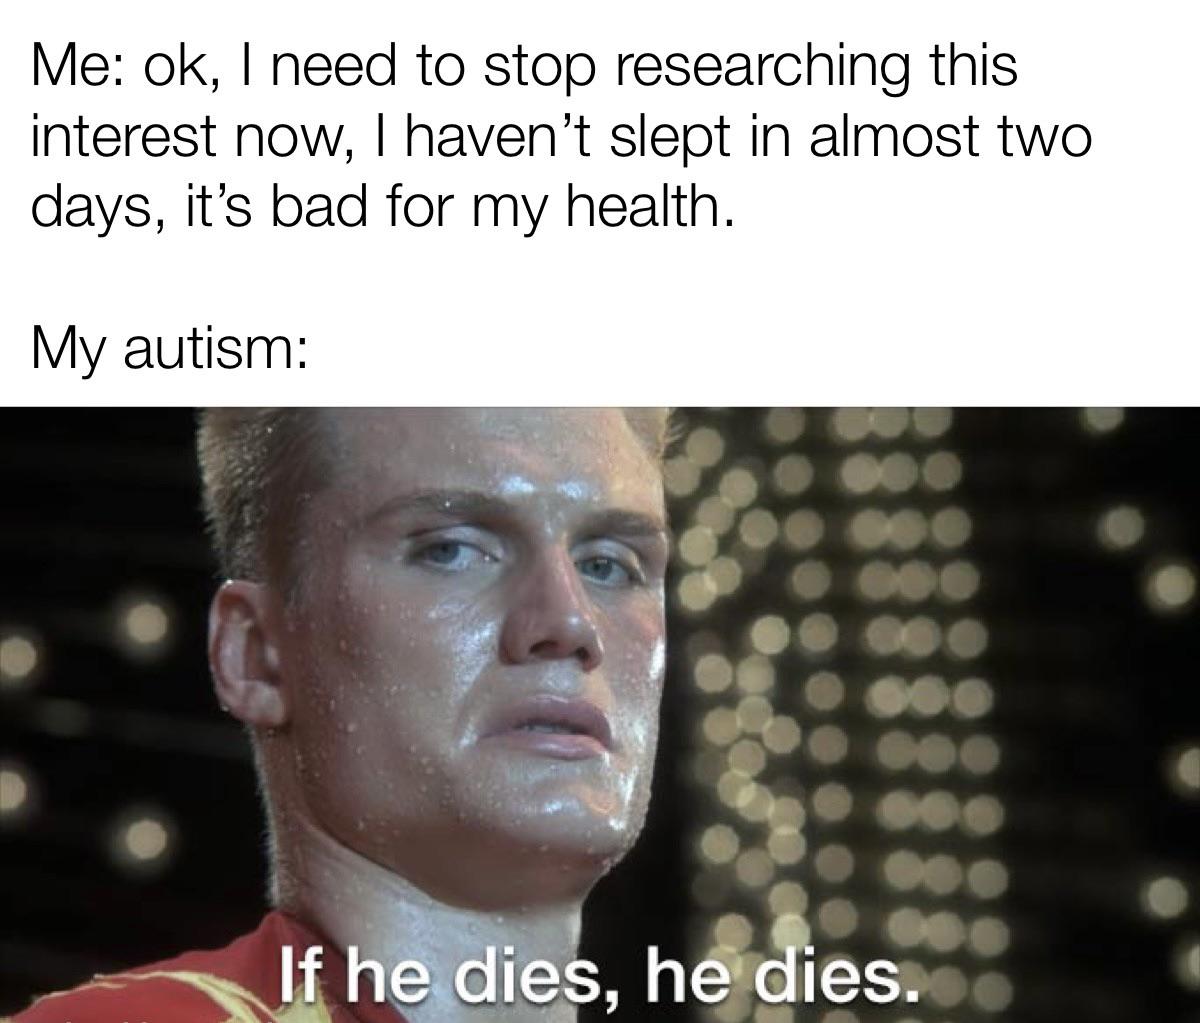 Me: ok, I need to stop researching this
interest now, I haven’t slept in almost two
days, it’s bad for my health.
My autism:
If he dies, he dies.